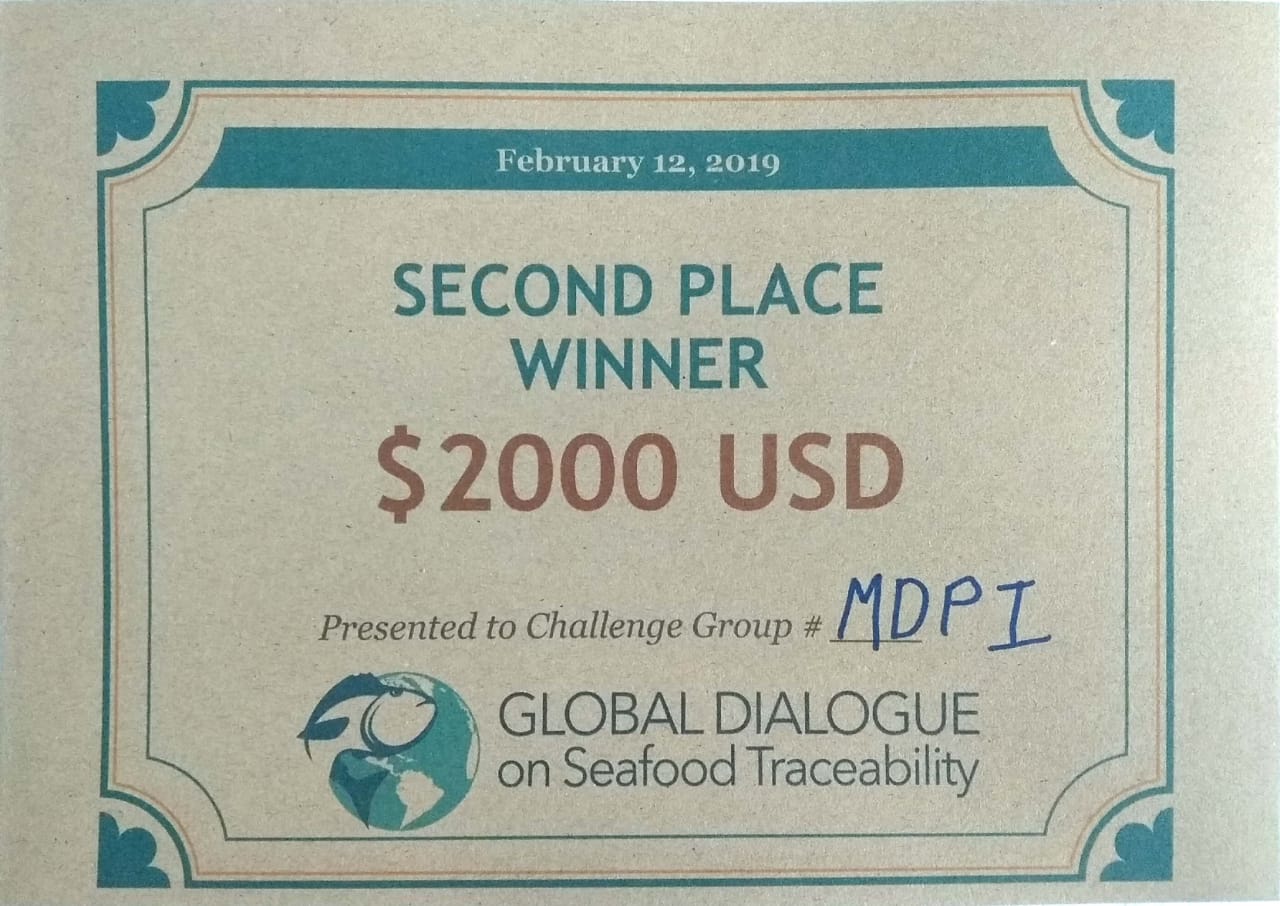 February 12, 2019
SECOND PLACE
WINNER
$2000 USD
Presented to Challenge Group # MDPI
GLOBAL DIALOGUE
on Seafood Traceability